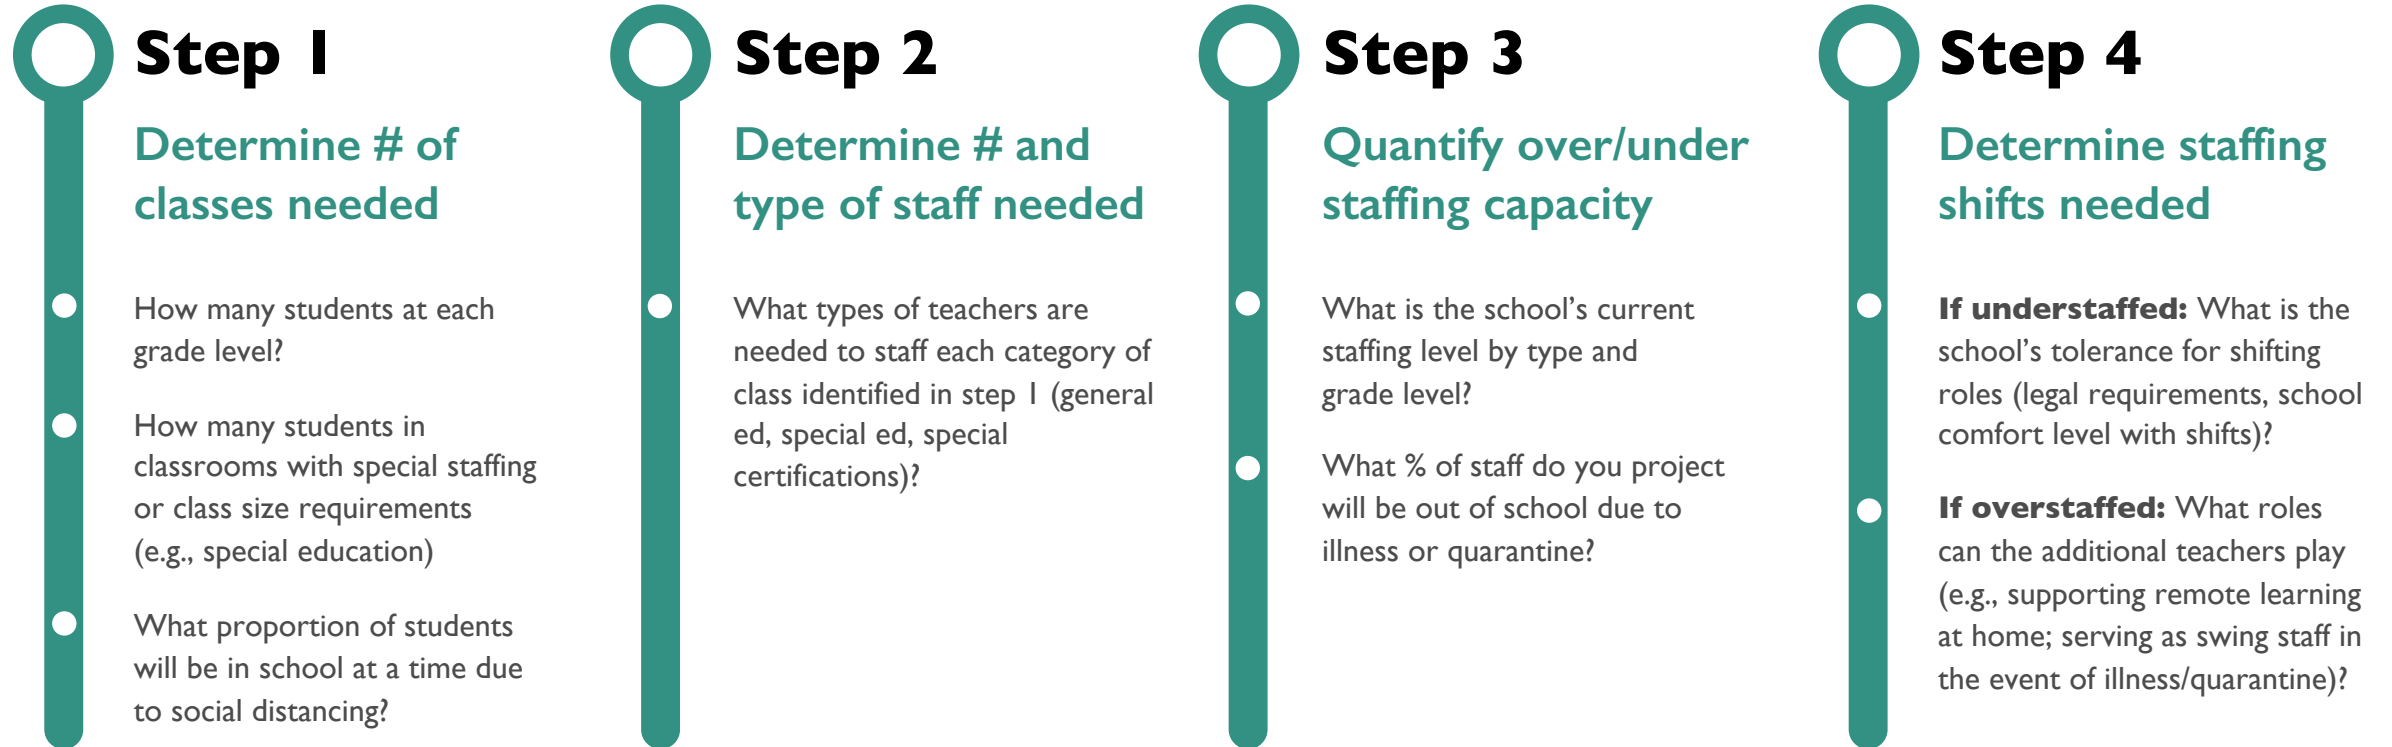 Step 1
Determine # of
classes needed
How many students at each
grade level?
How many students in
classrooms with special staffing
or class size requirements
(e.g., special education)
What proportion of students
will be in school at a time due
to social distancing?
Step 2
Determine # and
type of staff needed
What types of teachers are
needed to staff each category of
class identified in step 1 (general
ed, special ed, special
certifications)?
Step 3
Quantify over/under
staffing capacity
What is the school’s current
staffing level by type and
grade level?
What % of staff do you project
will be out of school due to
illness or quarantine?
Step 4
Determine staffing
shifts needed
If understaffed: What is the
school’s tolerance for shifting
roles (legal requirements, school
comfort level with shifts)?
If overstaffed: What roles
can the additional teachers play
(e.g., supporting remote learning
at home; serving as swing staff in
the event of illness/quarantine)?